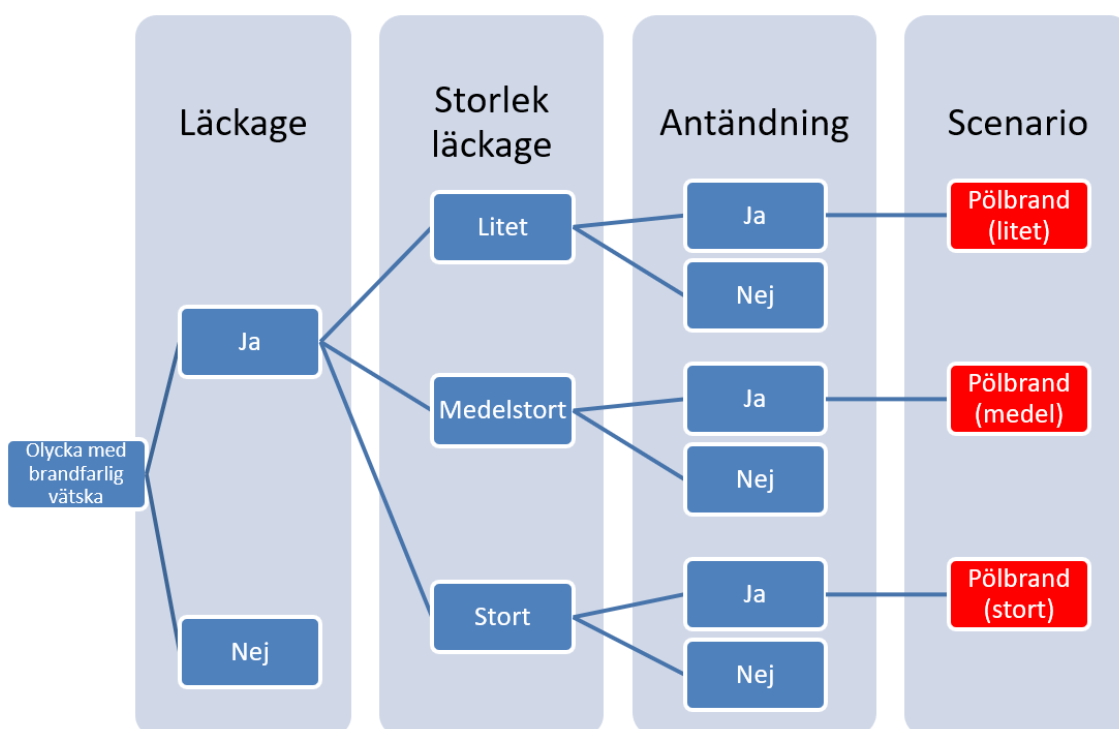 Läckage
Storlek
läckage
Antändning
Scenario
Olycka med
brandfarlig
vätska
Ja
Nej
Litet
Medelstort
Stort
Ja
Nej
Ja
Nej
Ja
Nej
Pölbrand
(litet)
Pölbrand
(medel)
Pölbrand
(stort)